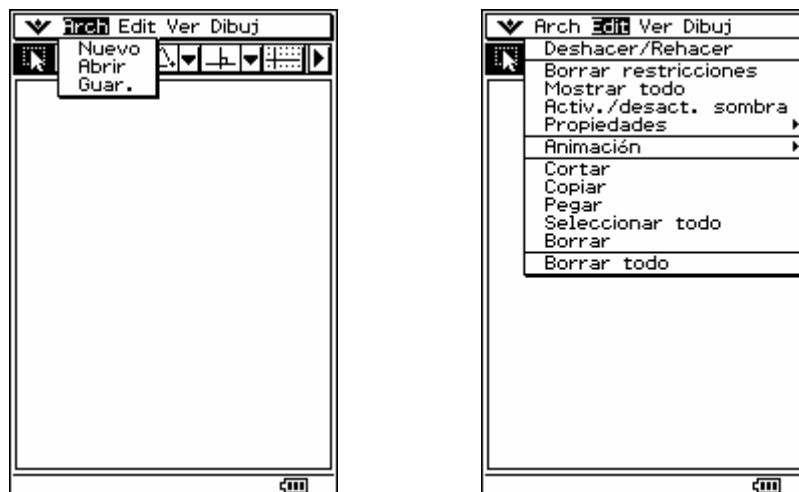 Arch Edit Ver Dibuj
Nuevo
Abrir
Guar.
Arch Edit Ver Dibuj
Deshacer/Rehacer
Borrar restricciones
Mostrar todo
Activ./desact. sombra
Propiedades
Animación
Cortar
Copiar
Pegar
Seleccionar todo
Borrar
Borrar todo